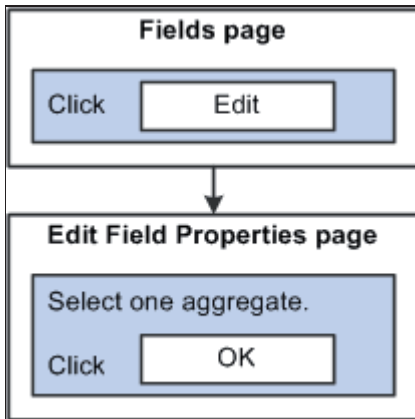 Fields page
Click Edit
Edit Field Properties page
Select one aggregate.
Click OK